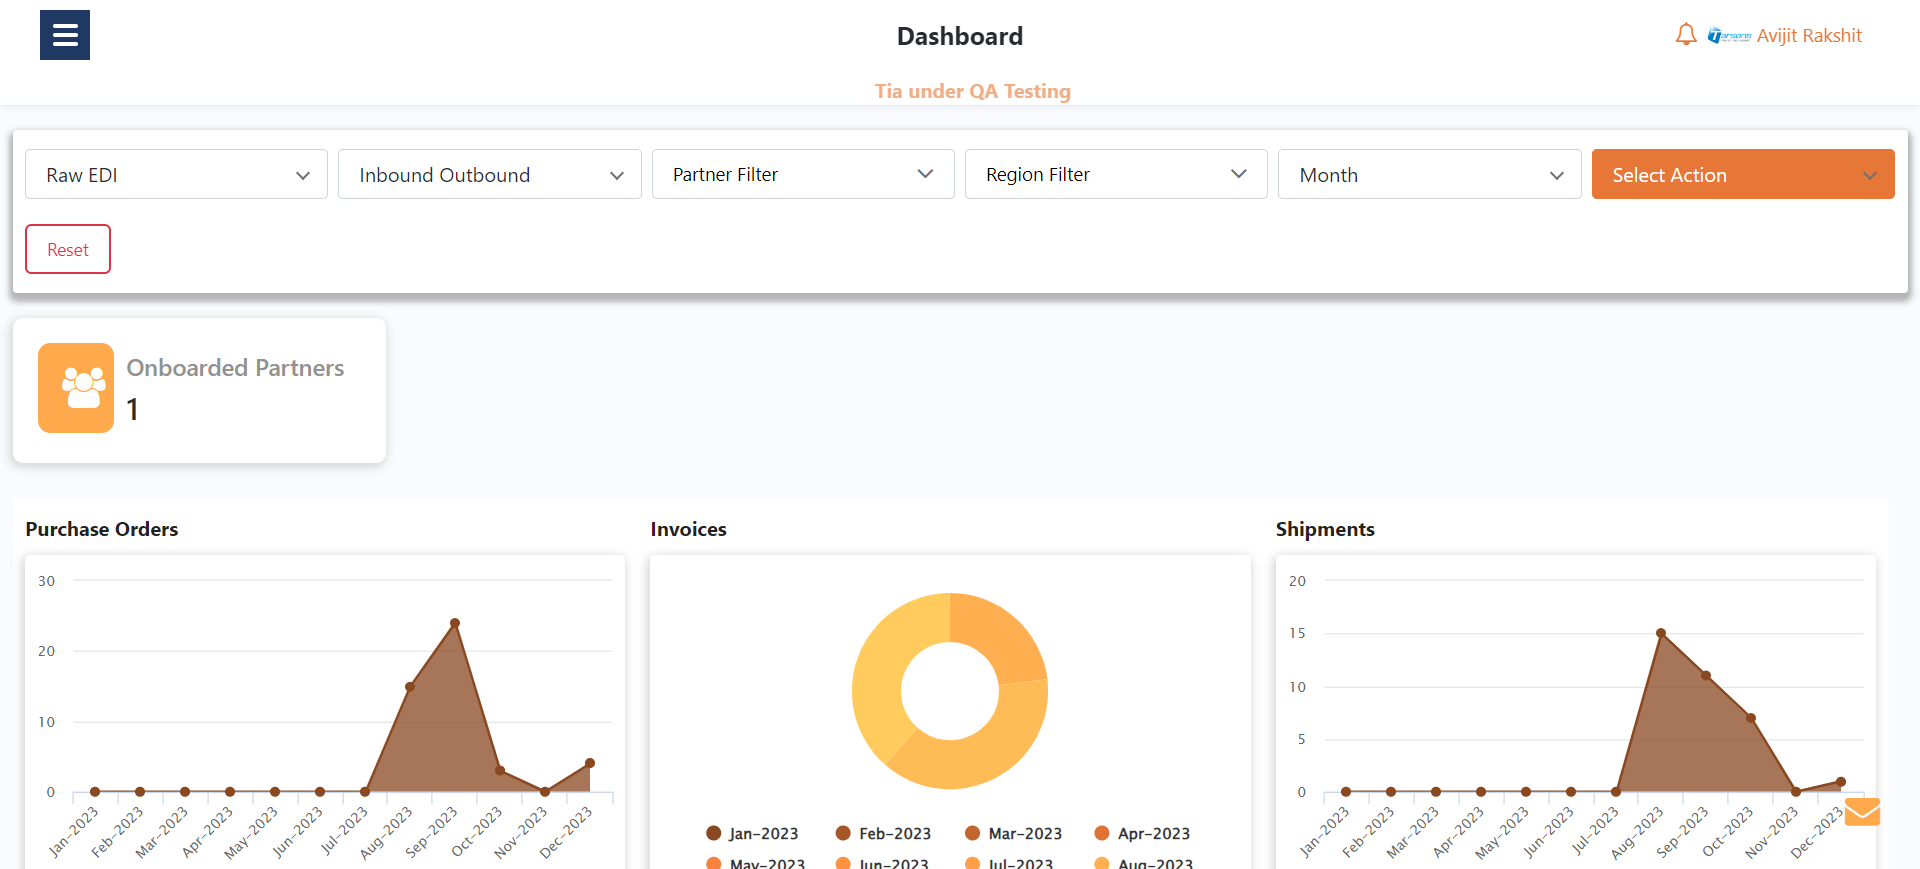 Dashboard
Tarsons
Avijit Rakshit
Tia under QA Testing
Raw EDI
Inbound Outbound
Partner Filter
Region Filter
Month
Select Action
Reset
Onboarded Partners
1
Purchase Orders
30
20
10
0
Jan-2023
Feb-2023
Mar-2023
Apr-2023
May-2023
Jun-2023
Jul-2023
Aug-2023
Sep-2023
Oct-2023
Nov-2023
Dec-2023
Invoices
Jan-2023 Feb-2023 Mar-2023 Apr-2023
May-2023 Jun-2023 Jul-2023 Aug-2023
Shipments
20
15
10
5
0
Jan-2023
Feb-2023
Mar-2023
Apr-2023
May-2023
Jun-2023
Jul-2023
Aug-2023
Sep-2023
Oct-2023
Nov-2023
Dec-2023